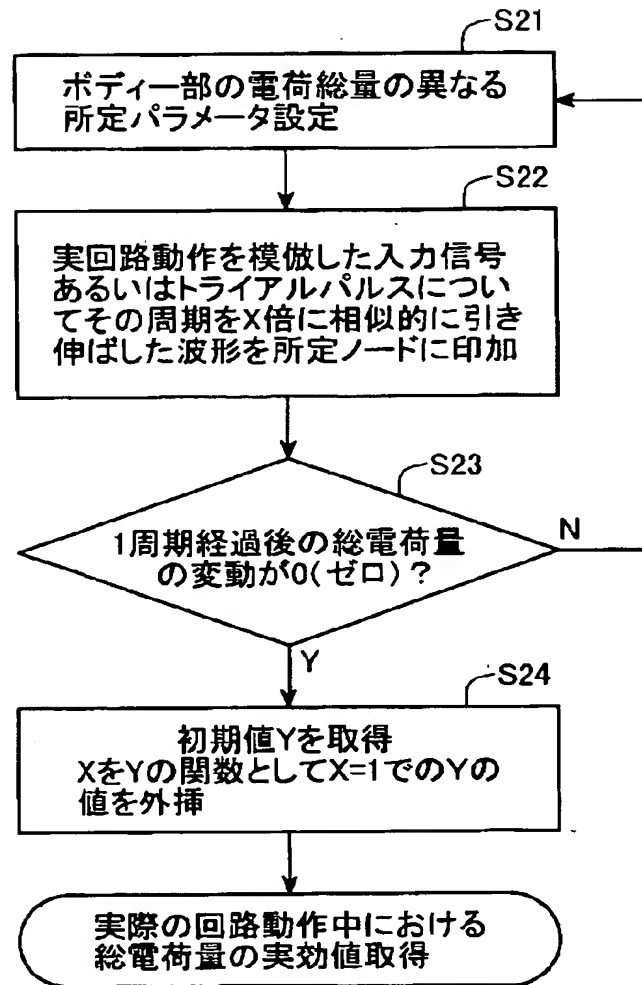 S21
ボディー部の電荷総量の異なる
所定パラメータ設定
S22
実回路動作を模倣した入力信号
あるいはトライアルパルスについ
てその周期をX倍に相似的に引き
伸ばした波形を所定ノードに印加
S23
1周期経過後の総電荷量
の変動が0(ゼロ)?
N
Y
S24
初期値Yを取得
XをYの関数としてX=1でのYの
値を外挿
実際の回路動作中における
総電荷量の実効値取得